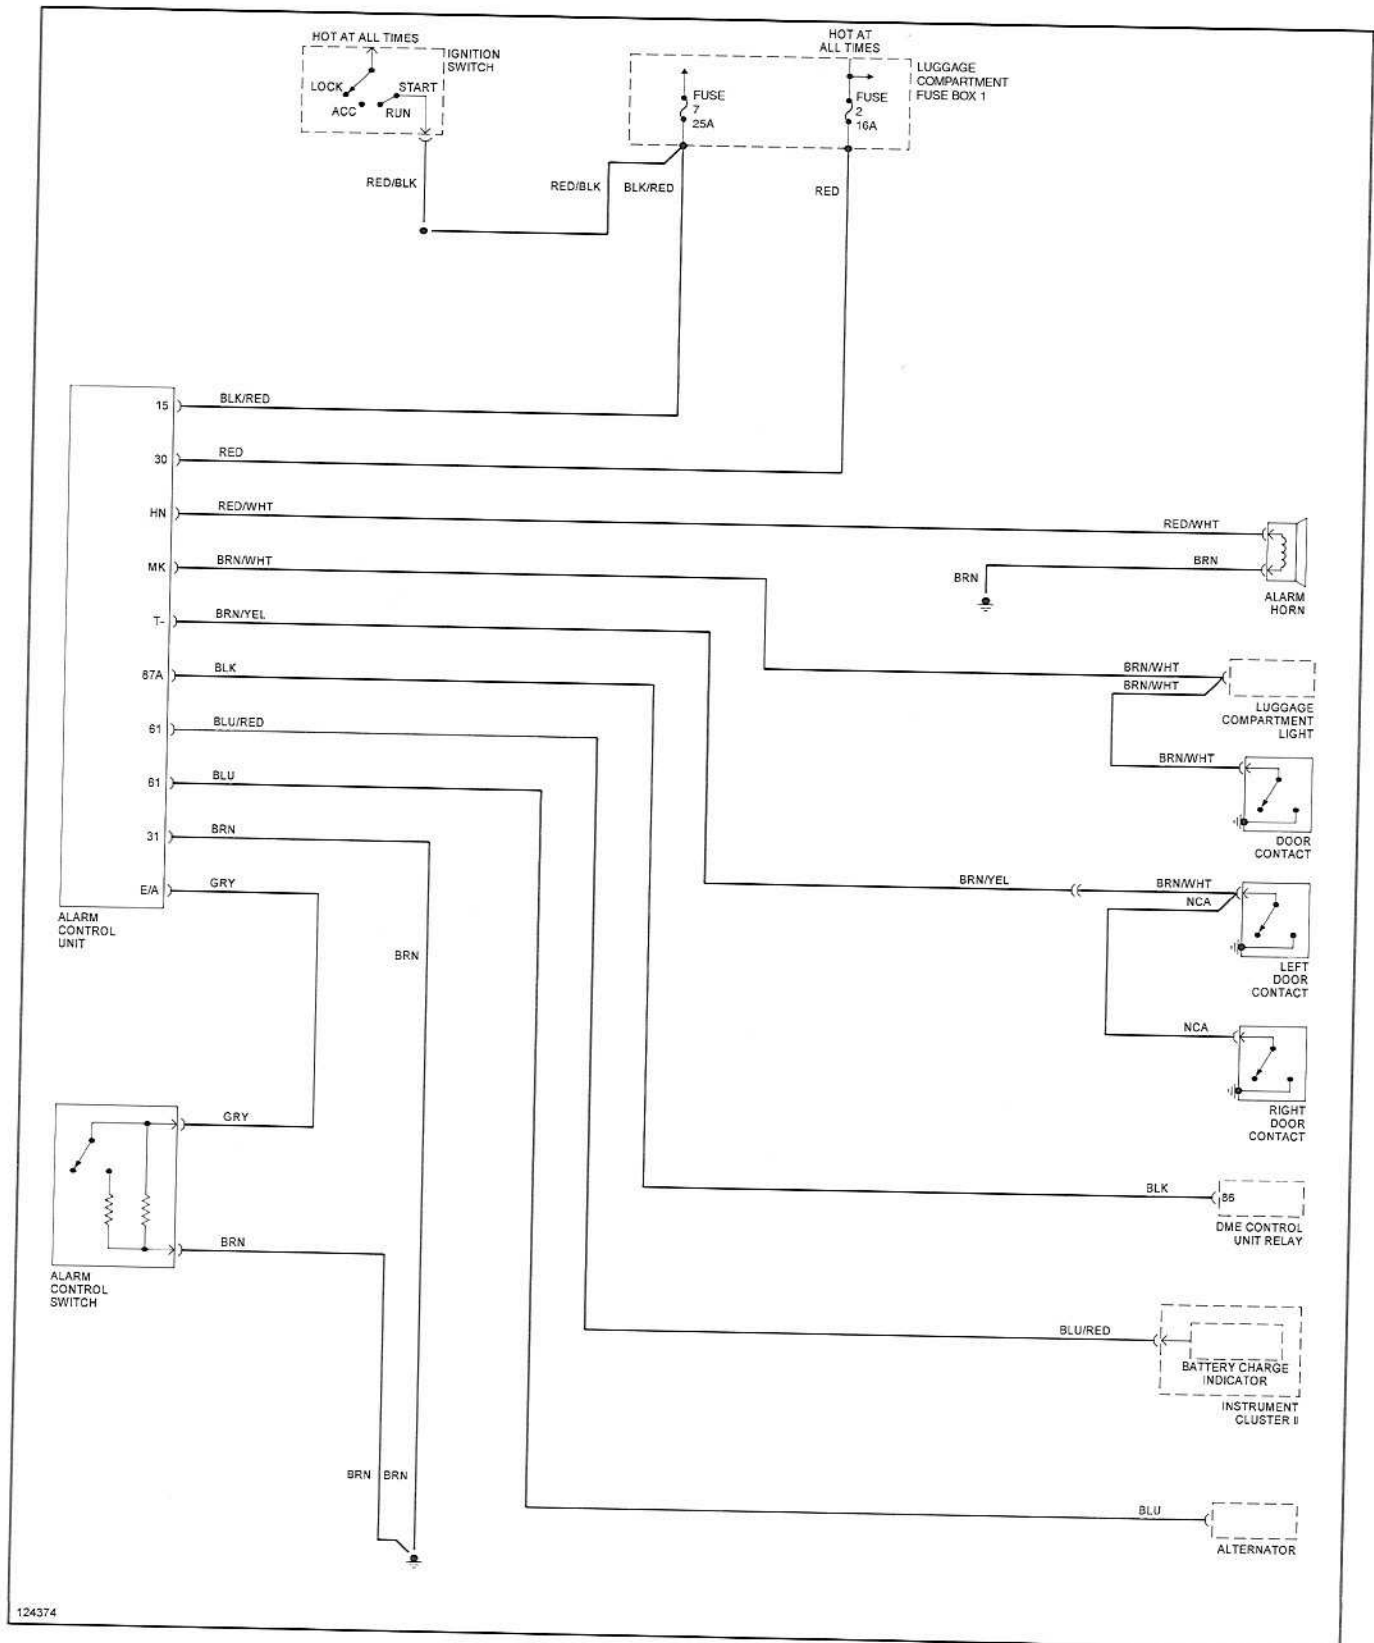 HOT AT ALL TIMES
IGNITION
SWITCH
LOCK
START
ACC
RUN
HOT AT
ALL TIMES
LUGGAGE
COMPARTMENT
FUSE BOX 1
FUSE
7
25A
FUSE
2
16A
RED/BLK
RED/BLK
BLK/RED
RED
15
BLK/RED
30
RED
HN
RED/WHT
RED/WHT
BRN
BRN
ALARM
HORN
MK
BRN/WHT
T-
BRN/YEL
87A
BLK
61
BLU/RED
61
BLU
31
BRN
E/A
GRY
ALARM
CONTROL
UNIT
BRN/WHT
BRN/WHT
LUGGAGE
COMPARTMENT
LIGHT
BRN/WHT
DOOR
CONTACT
BRN/YEL
BRN/WHT
NCA
LEFT
DOOR
CONTACT
BRN
NCA
RIGHT
DOOR
CONTACT
GRY
BRN
ALARM
CONTROL
SWITCH
BLK
86
DME CONTROL
UNIT RELAY
BLU/RED
BATTERY CHARGE
INDICATOR
INSTRUMENT
CLUSTER II
BRN
BRN
BLU
ALTERNATOR
124374